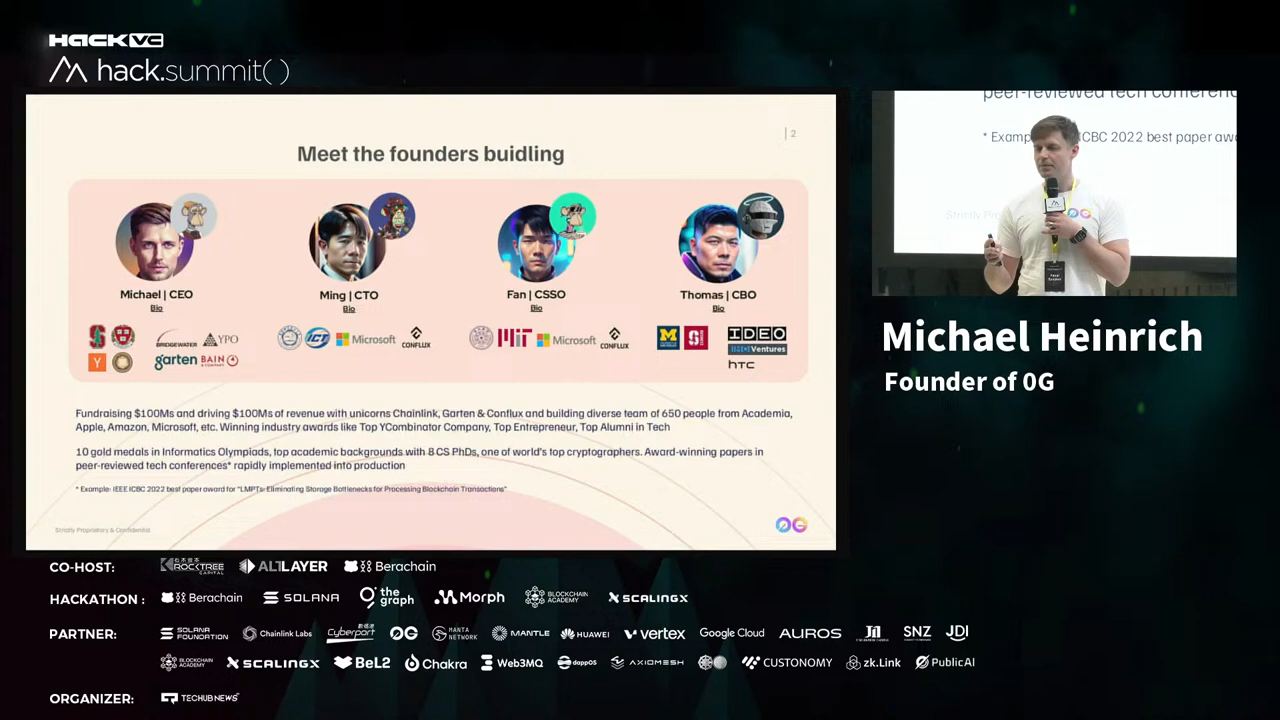 HACK VC
hack.summit()
| 2
Meet the founders buidling
Michael | CEO
Ming | CTO
Fan | CSSO
Thomas | CBO
Bio
Bio
Bio
Bio
BRIDGEWATER
YPO
ICT
Microsoft
CONFLUX
MIT
Microsoft
CONFLUX
M
S
IDEO
Ventures
Y
garten
BAIN
& COMPANY
hTC
Fundraising $100Ms and driving $100Ms of revenue with unicorns Chainlink, Garten & Conflux and building diverse team of 650 people from Academia,
Apple, Amazon, Microsoft, etc. Winning industry awards like Top YCombinator Company, Top Entrepreneur, Top Alumni in Tech
10 gold medals in Informatics Olympiads, top academic backgrounds with 8 CS PhDs, one of world's top cryptographers. Award-winning papers in
peer-reviewed tech conferences* rapidly implemented into production
* Example: IEEE ICBC 2022 best paper award for "LMPTs: Eliminating Storage Bottlenecks for Processing Blockchain Transactions"
Strictly Proprietary & Confidential
0G
peer-reviewed tech conferenc
* Examp
ICBC 2022 best paper awa
Strictly Pro
0G
Michael Heinrich
Founder of 0G
CO-HOST:
ROCKTREE
CAPITAL
ALTLAYER
Berachain
HACKATHON :
Berachain
SOLANA
the
graph
Morph
BLOCKCHAIN
ACADEMY
SCALINGX
PARTNER:
SOLANA
FOUNDATION
Chainlink Labs
Cyberport
數碼港
0G
MANTA
NETWORK
MANTLE
HUAWEI
vertex
Google Cloud
AUROS
SNZ
JDI
BLOCKCHAIN
ACADEMY
SCALINGX
BeL2
Chakra
Web3MQ
dappOS
AXIOMESH
CUSTONOMY
zk.Link
PublicAI
ORGANIZER:
TECHUB NEWS